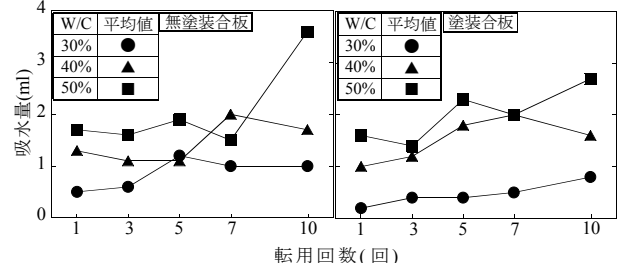 4
3
2
1
0
吸水量(ml)
W/C 平均値 無塗装合板
30% ●
40% ▲
50% ■
1 3 5 7 10
W/C 平均値 塗装合板
30% ●
40% ▲
50% ■
1 3 5 7 10
転用回数(回)